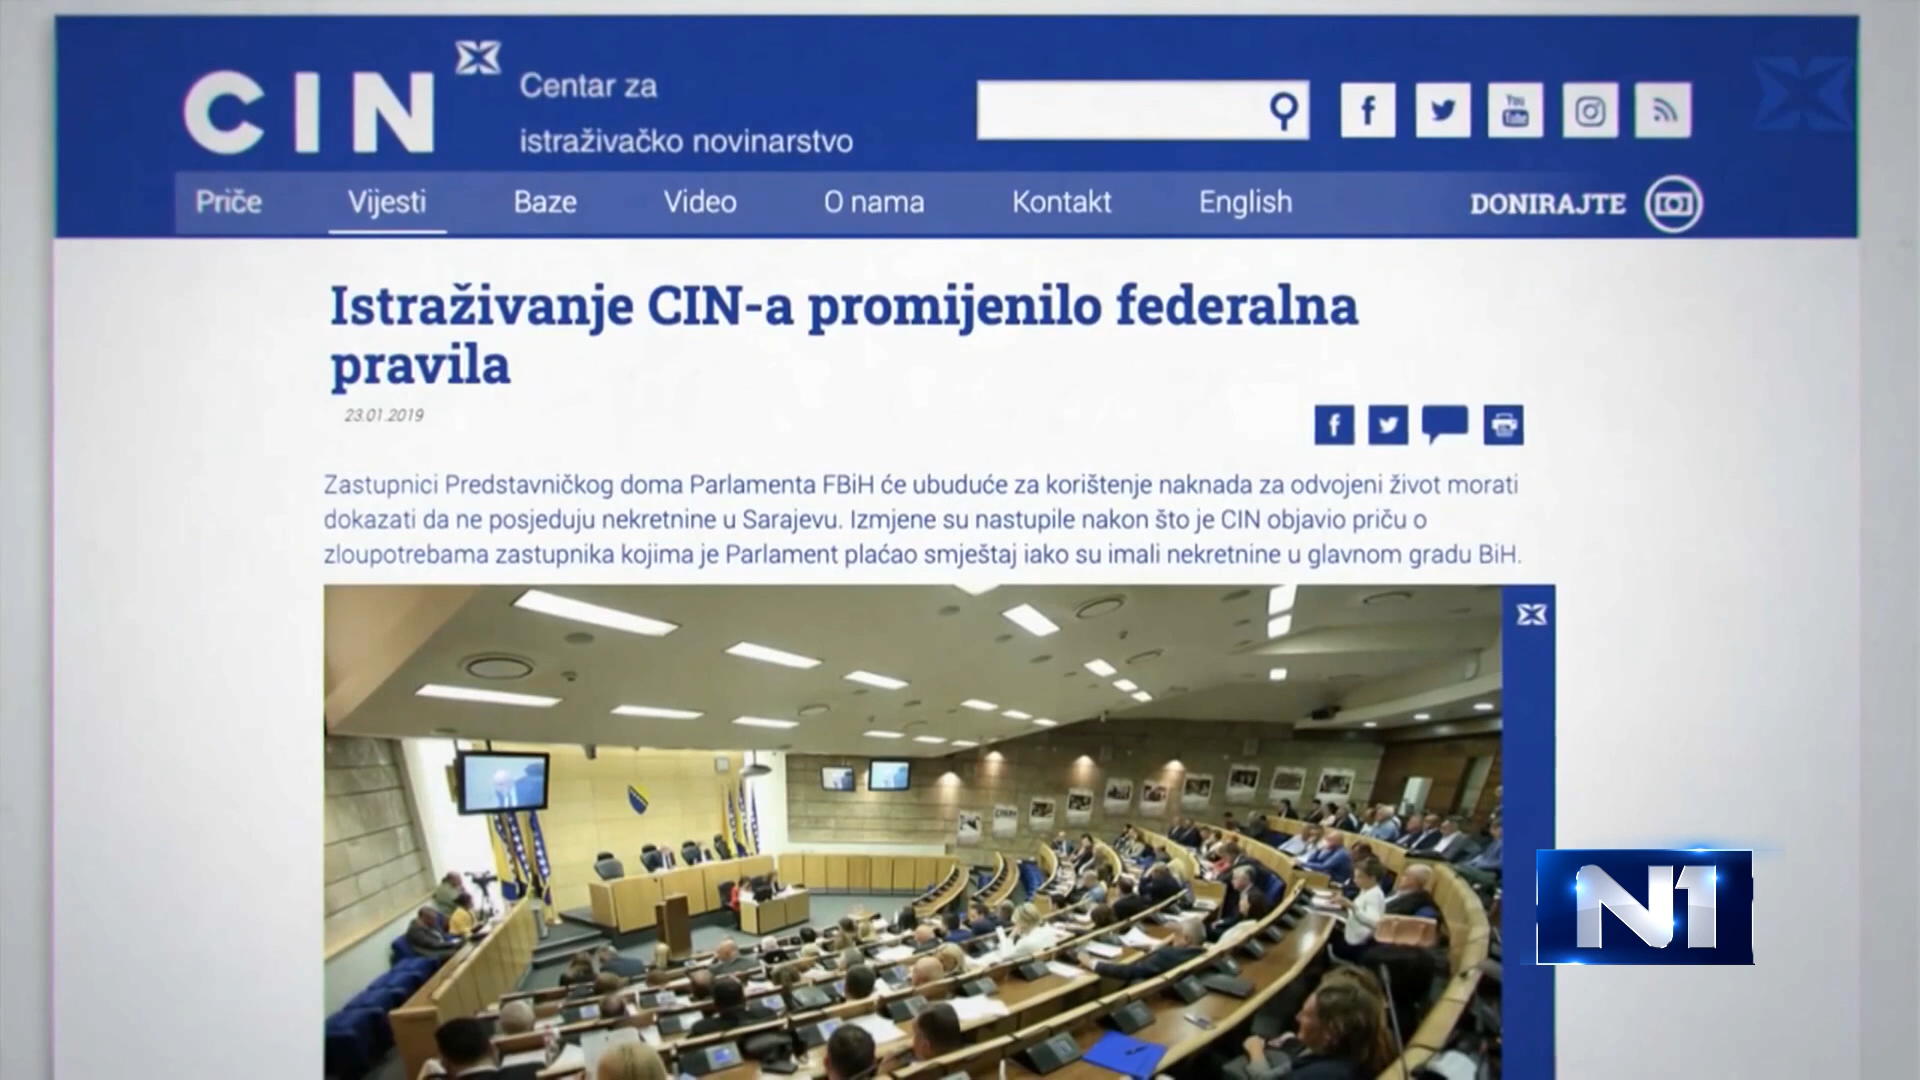 CIN
Centar za
istraživačko novinarstvo
Priče
Vijesti
Baze
Video
O nama
Kontakt
English
DONIRAJTE
Istraživanje CIN-a promijenilo federalna
pravila
23.01.2019
Zastupnici Predstavničkog doma Parlamenta FBiH će ubuduće za korištenje naknada za odvojeni život morati
dokazati da ne posjeduju nekretnine u Sarajevu. Izmjene su nastupile nakon što je CIN objavio priču o
zloupotrebama zastupnika kojima je Parlament plaćao smještaj iako su imali nekretnine u glavnom gradu BiH.
N1